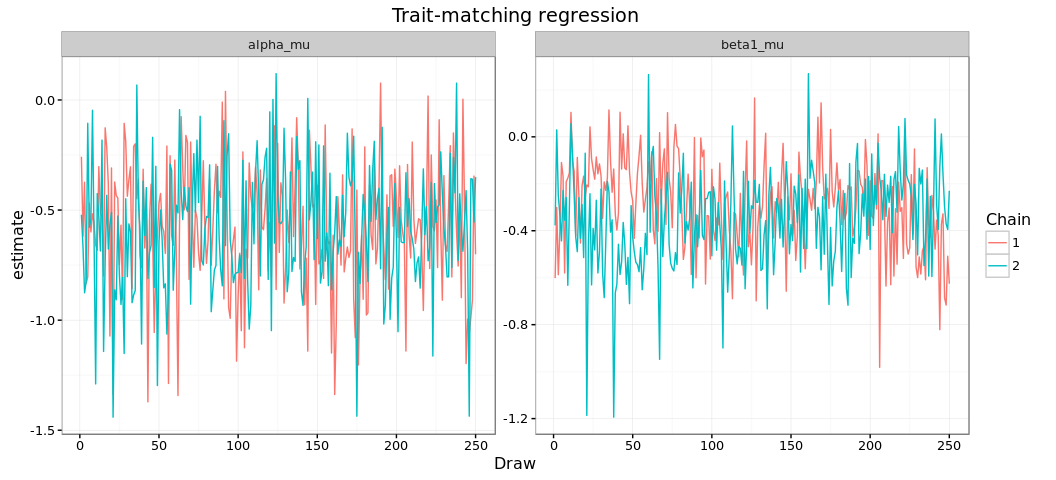 Trait-matching regression
alpha_mu
beta1_mu
0.0
-0.5
-1.0
-1.5
0.0
-0.4
-0.8
-1.2
estimate
0 50 100 150 200 250
0 50 100 150 200 250
Draw
Chain
1
2